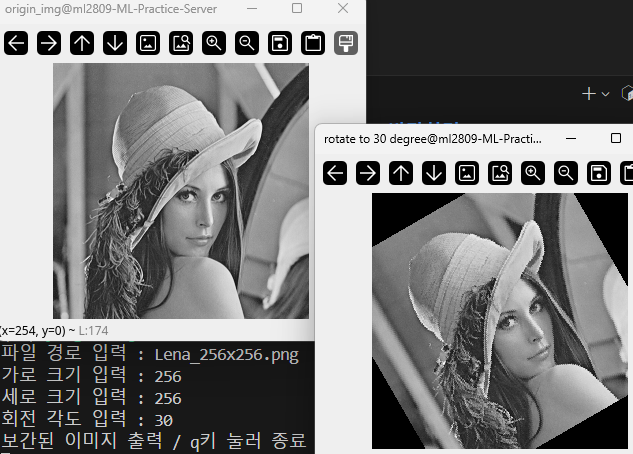 origin_img@ml2809-ML-Practice-Server
rotate to 30 degree@ml2809-ML-Practi...
(x=254, y=0) ~ L:174
파일 경로 입력 : Lena_256x256.png
가로 크기 입력 : 256
세로 크기 입력 : 256
회전 각도 입력 : 30
보간된 이미지 출력 / q키 눌러 종료